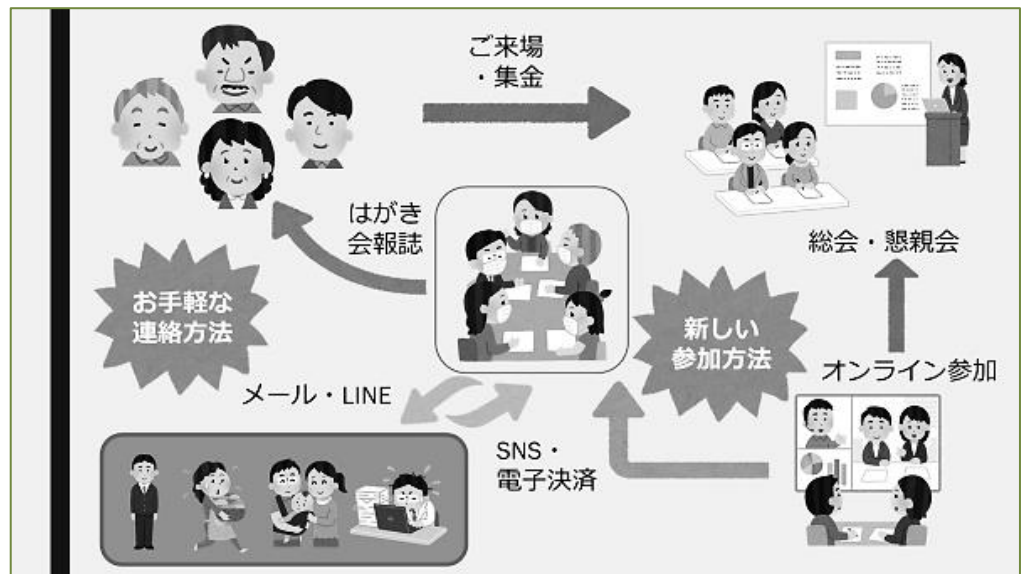 ご来場
・集金
はがき
会報誌
総会・懇親会
お手軽な
連絡方法
新しい
参加方法
オンライン参加
メール・LINE
SNS・
電子決済